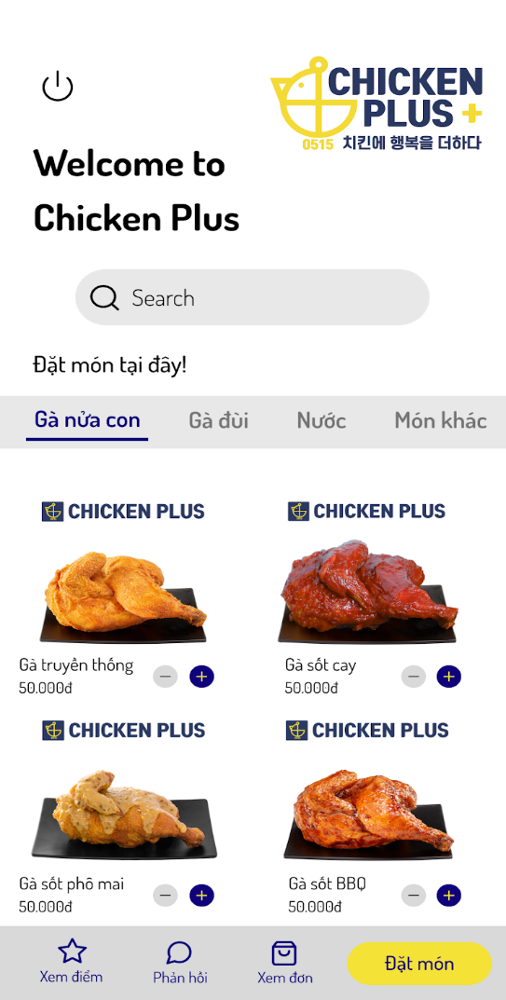 CHICKEN
PLUS +
0515 치킨에 행복을 더하다
Welcome to
Chicken Plus
Search
Đặt món tại đây!
Gà nửa con
Gà đùi
Nước
Món khác
CHICKEN PLUS
CHICKEN PLUS
Gà truyền thống
50.000đ
Gà sốt cay
50.000đ
CHICKEN PLUS
CHICKEN PLUS
Gà sốt phô mai
50.000đ
Gà sốt BBQ
50.000đ
Xem điểm
Phản hồi
Xem đơn
Đặt món